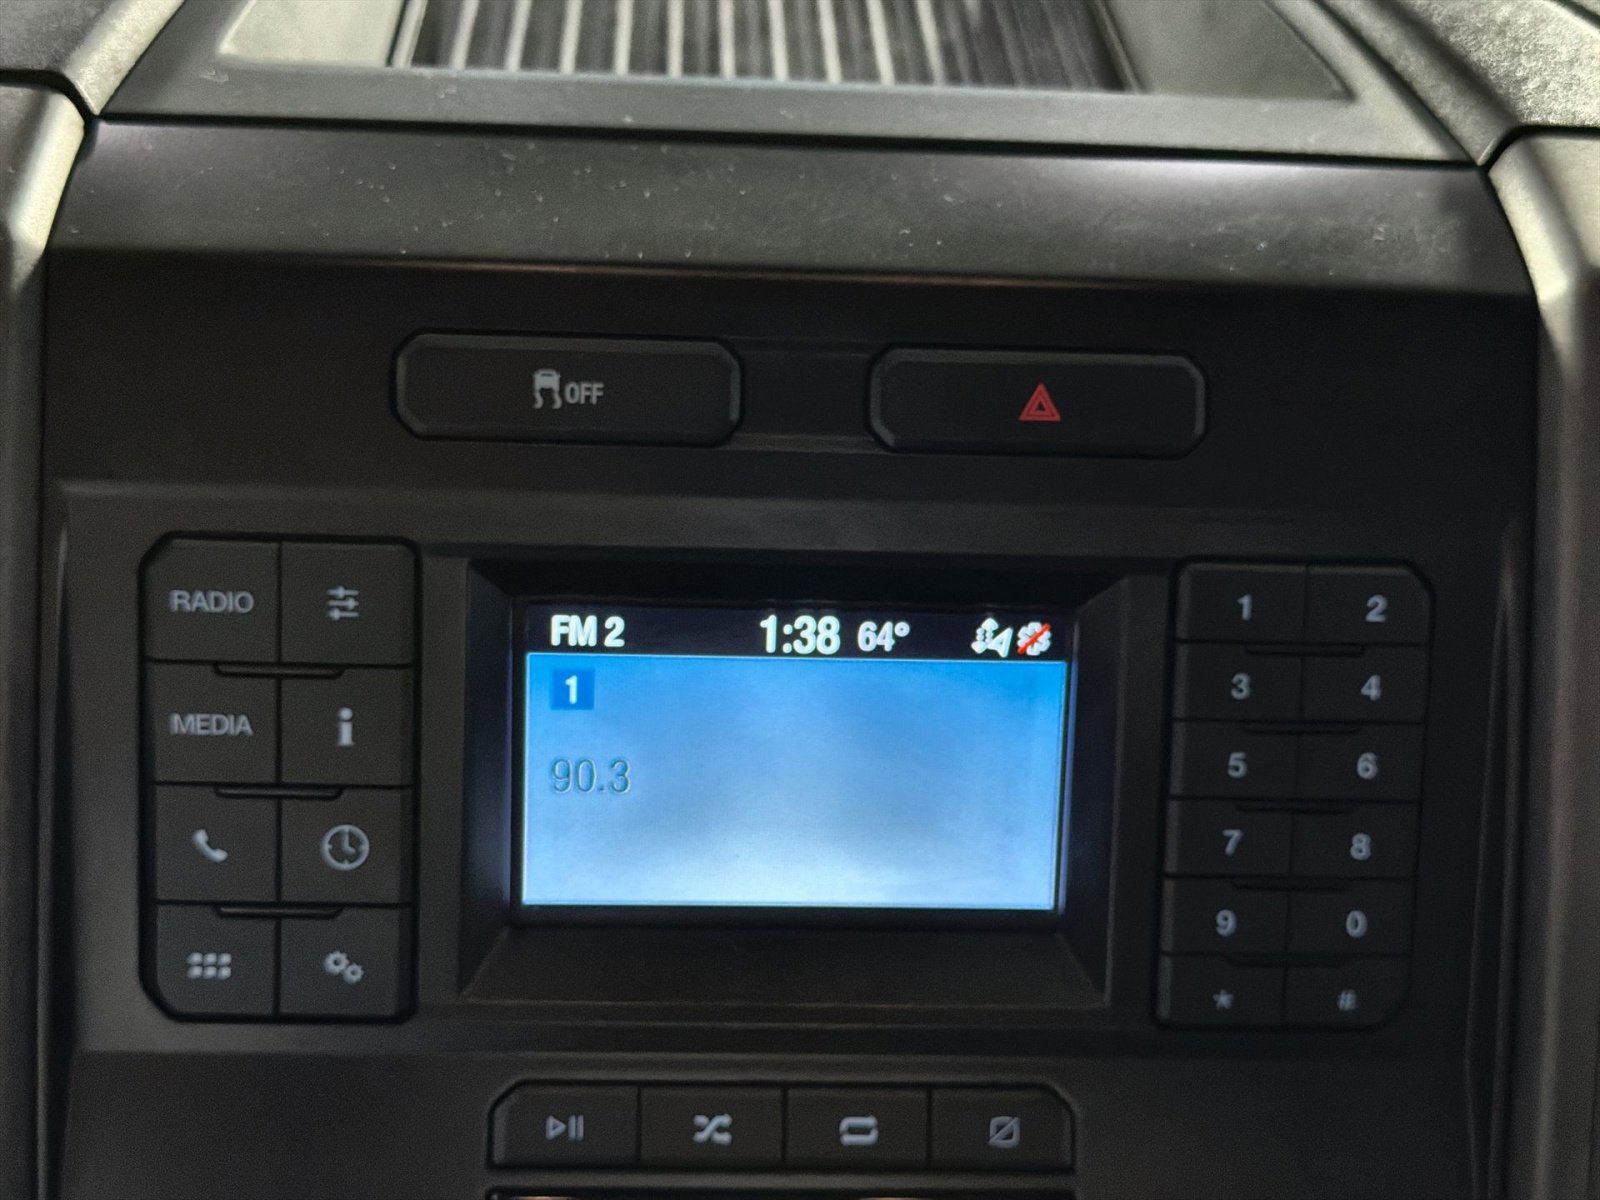 OFF
RADIO
MEDIA
FM 2 1:38 64°
1
90.3
1 2
3 4
5 6
7 8
9 0
* #